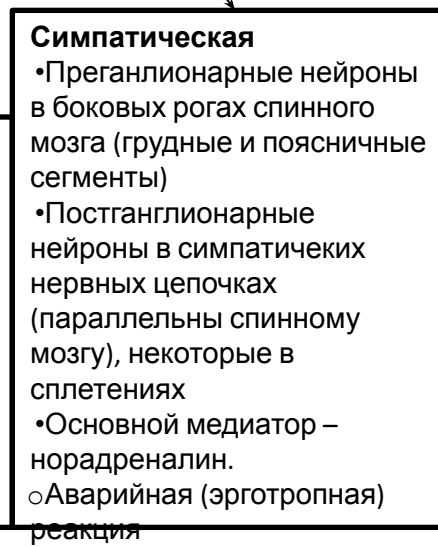 Симпатическая
•Преганлионарные нейроны
в боковых рогах спинного
мозга (грудные и поясничные
сегменты)
•Постганглионарные
нейроны в симпатичеких
нервных цепочках
(параллельны спинному
мозгу), некоторые в
сплетениях
•Основной медиатор –
норадреналин.
○Аварийная (эрготропная)
реакция